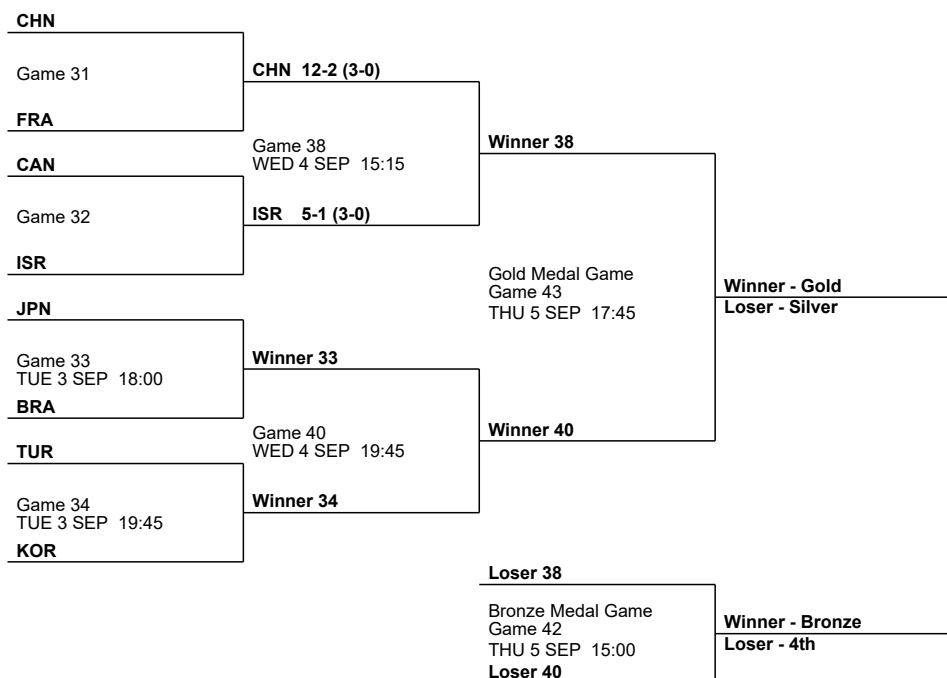 CHN
Game 31
FRA
CHN 12-2 (3-0)
Game 38
WED 4 SEP 15:15
CAN
Game 32
ISR
ISR 5-1 (3-0)
Winner 38
JPN
Game 33
TUE 3 SEP 18:00
BRA
Winner 33
Game 40
WED 4 SEP 19:45
TUR
Game 34
TUE 3 SEP 19:45
KOR
Winner 34
Winner 40
Gold Medal Game
Game 43
THU 5 SEP 17:45
Winner - Gold
Loser - Silver
Loser 38
Bronze Medal Game
Game 42
THU 5 SEP 15:00
Loser 40
Winner - Bronze
Loser - 4th